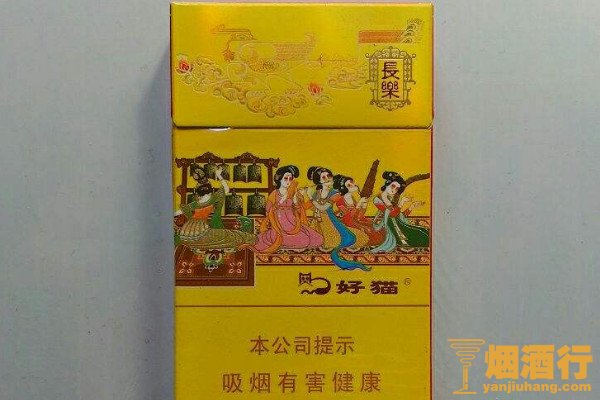 長樂
好猫
本公司提示
吸烟有害健康
烟酒行
yanjiuhang.com